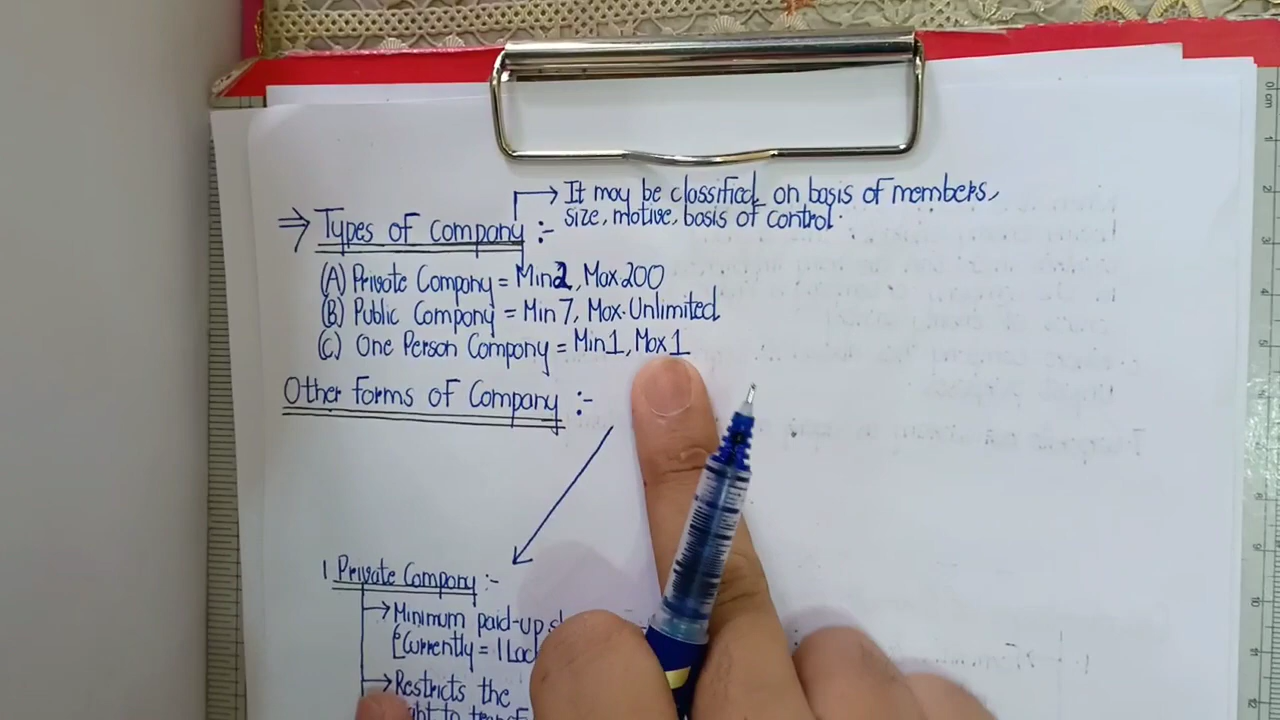 It may be classified on basis of members,
size, motive, basis of control.
Types of company :-
(A) Private Company = Min 2, Max 200
(B) Public Company = Min 7, Max. Unlimited
(C) One Person Company = Min 1, Max 1
Other forms of Company :-
1 Private Company :-
Minimum paid-up
[Currently = 1 Lac
Restricts the